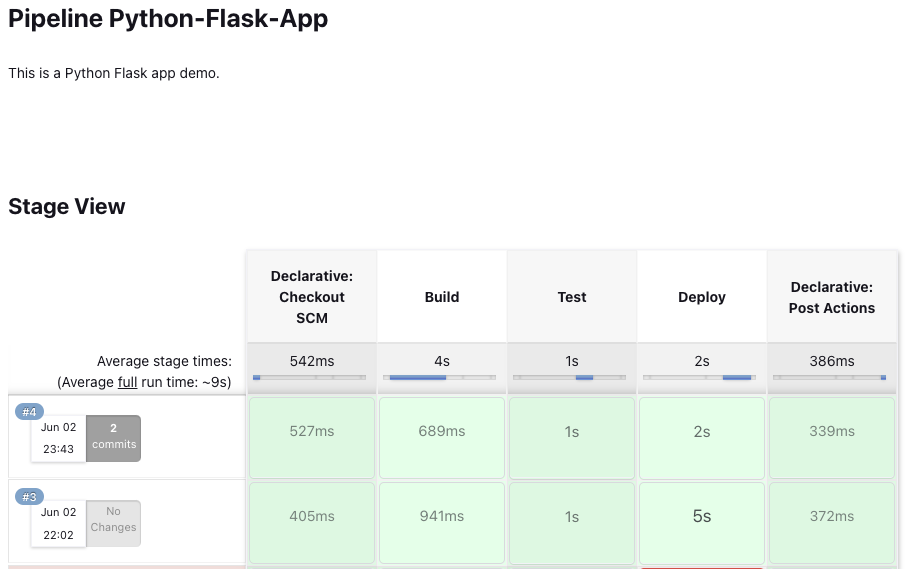 Pipeline Python-Flask-App
This is a Python Flask app demo.
Stage View
Declarative:
Checkout
SCM
Build
Test
Deploy
Declarative:
Post Actions
Average stage times:
(Average full run time: ~9s)
542ms
4s
1s
2s
386ms
#4
Jun 02
23:43
2
commits
527ms
689ms
1s
2s
339ms
#3
Jun 02
22:02
No
Changes
405ms
941ms
1s
5s
372ms